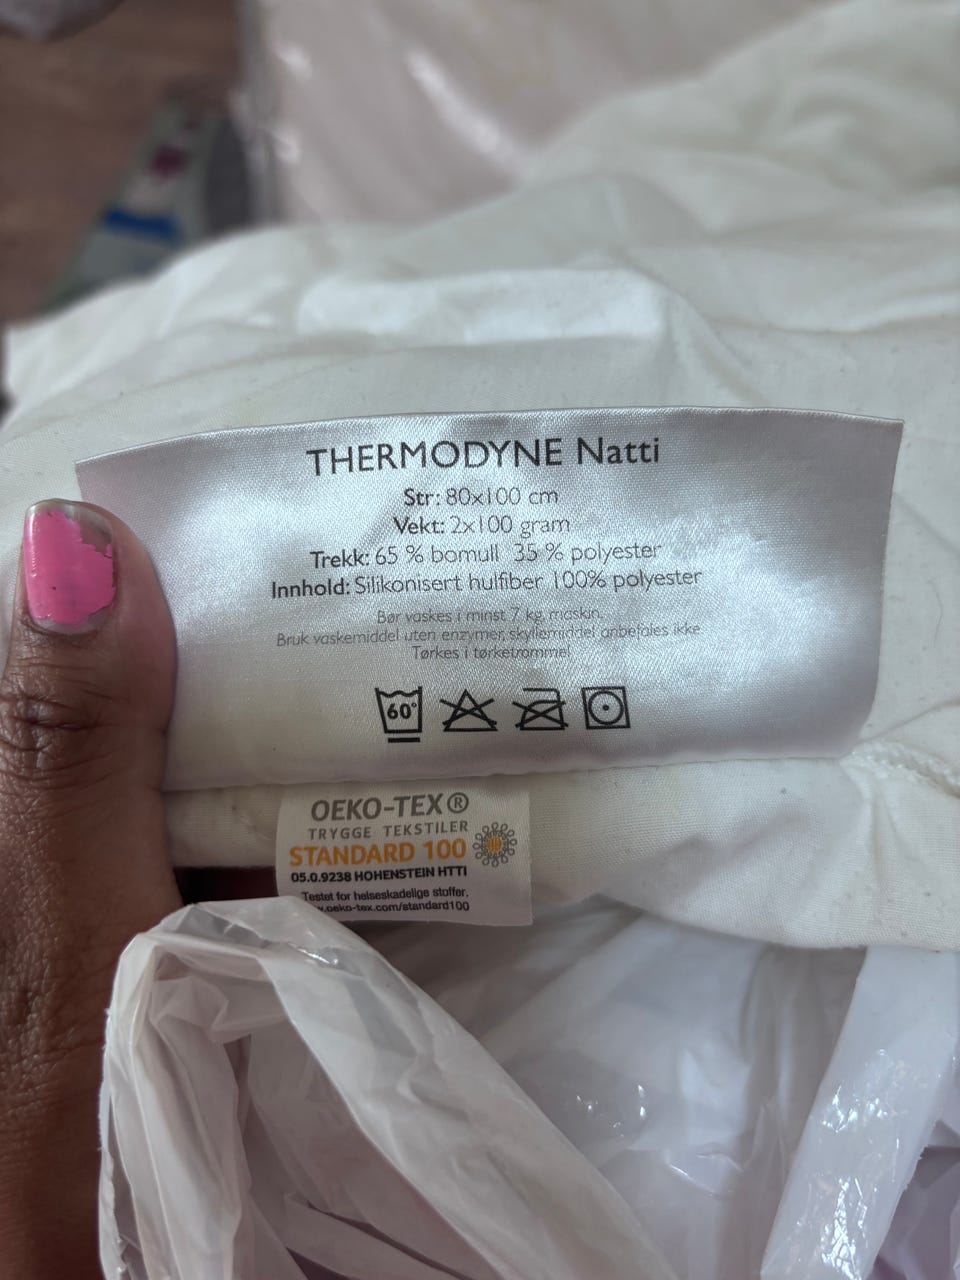 THERMODYNE Natti
Str: 80x100 cm
Vekt: 2x100 gram
Trekk: 65 % bomull 35 % polyester
Innhold: Silikonisert hulfiber 100% polyester
Bør vaskes i minst 7 kg. maskin.
Bruk vaskemiddel uten enzymer, skyllemiddel anbefales ikke
Tørkes i tørketrommel
60°
OEKO-TEX®
TRYGGE TEKSTILER
STANDARD 100
05.0.9238 HOHENSTEIN HTTI
Testet for helseskadelige stoffer.
.oeko-tex.com/standard100